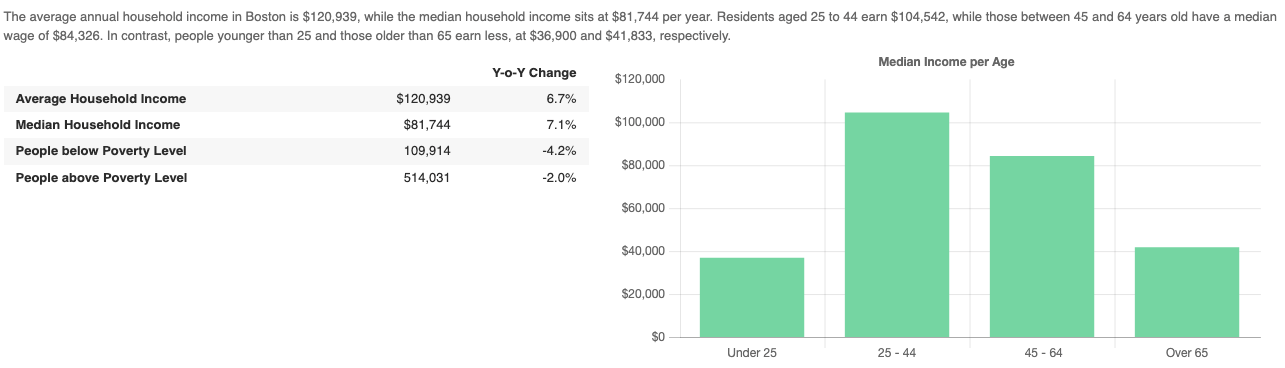 The average annual household income in Boston is $120,939, while the median household income sits at $81,744 per year. Residents aged 25 to 44 earn $104,542, while those between 45 and 64 years old have a median
wage of $84,326. In contrast, people younger than 25 and those older than 65 earn less, at $36,900 and $41,833, respectively.
Y-o-Y Change
Average Household Income $120,939 6.7%
Median Household Income $81,744 7.1%
People below Poverty Level 109,914 -4.2%
People above Poverty Level 514,031 -2.0%
Median Income per Age
$120,000
$100,000
$80,000
$60,000
$40,000
$20,000
$0
Under 25 25 - 44 45 - 64 Over 65